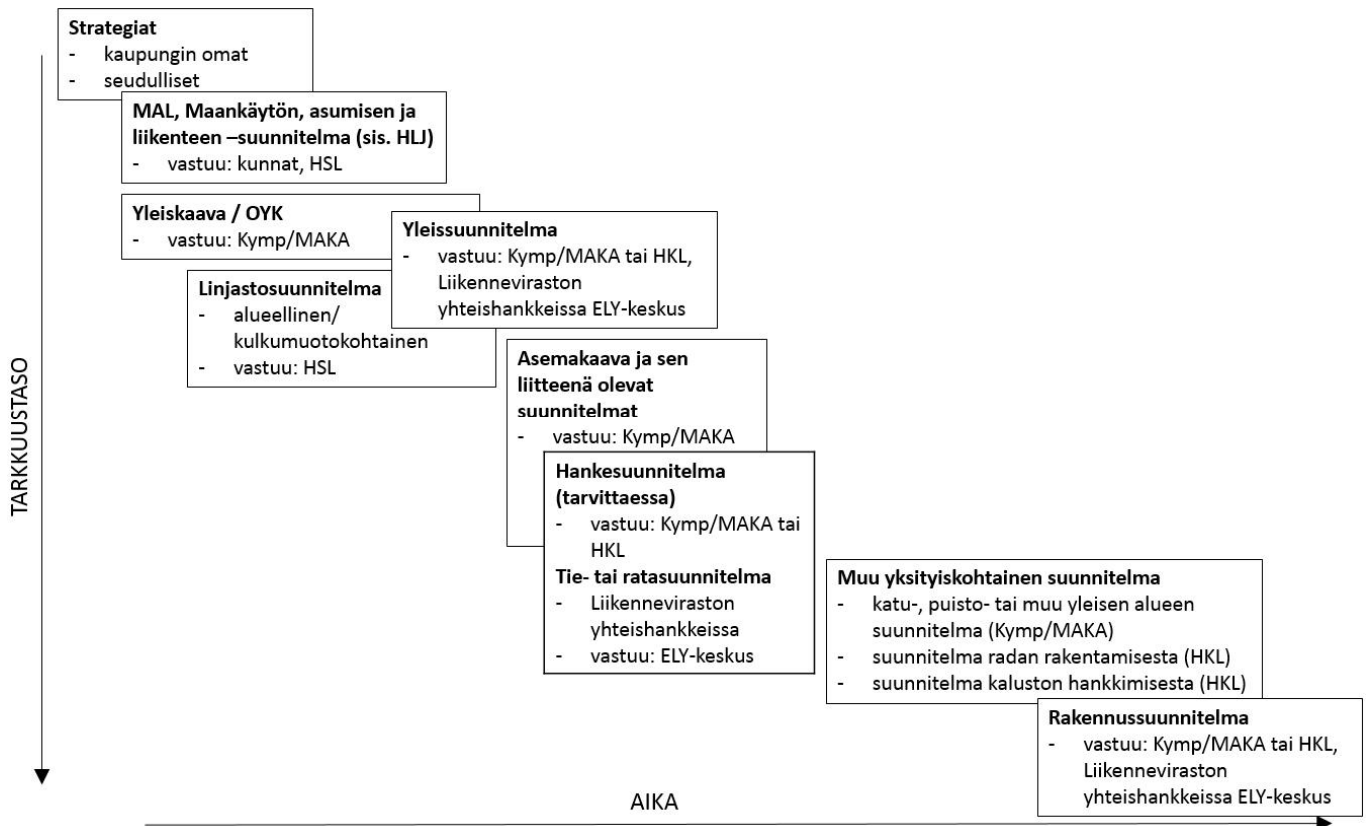 Strategiat
- kaupungin omat
- seudulliset
MAL, Maankäytön, asumisen ja
liikenteen –suunnitelma (sis. HLJ)
- vastuu: kunnat, HSL
Yleiskaava / OYK
- vastuu: Kymp/MAKA
Yleissuunnitelma
- vastuu: Kymp/MAKA tai HKL,
Liikenneviraston
yhteishankkeissa ELY-keskus
Linjastosuunnitelma
- alueellinen/
kulkumuotokohtainen
- vastuu: HSL
Asemakaava ja sen
liitteenä olevat
suunnitelmat
- vastuu: Kymp/MAKA
Hankesuunnitelma
(tarvittaessa)
- vastuu: Kymp/MAKA tai
HKL
Tie- tai ratasuunnitelma
- Liikenneviraston
yhteishankkeissa
- vastuu: ELY-keskus
Muu yksityiskohtainen suunnitelma
- katu-, puisto- tai muu yleisen alueen
suunnitelma (Kymp/MAKA)
- suunnitelma radan rakentamisesta (HKL)
- suunnitelma kaluston hankkimisesta (HKL)
Rakennussuunnitelma
- vastuu: Kymp/MAKA tai HKL,
Liikenneviraston
yhteishankkeissa ELY-keskus
TARKKUUSTASO
AIKA